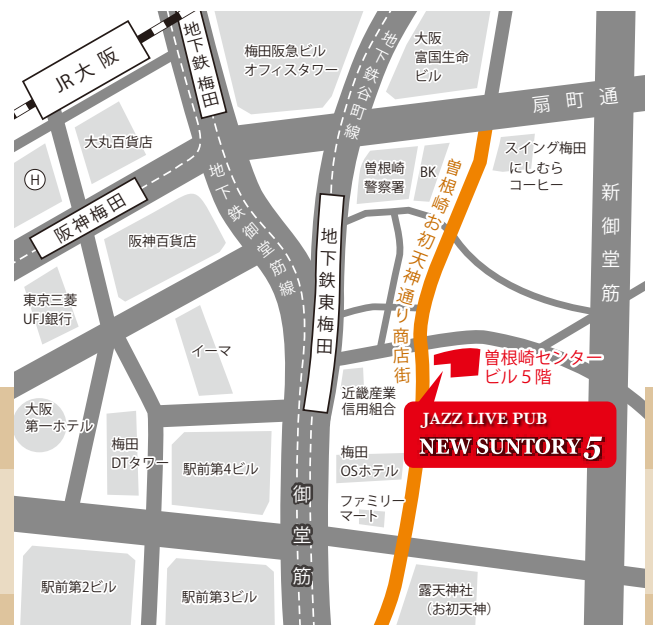 JR大阪
地下鉄梅田
梅田阪急ビル
オフィスタワー
地下鉄谷町線
大阪
富国生命
ビル
扇町通
大丸百貨店
H
阪神梅田
地下鉄御堂筋線
曽根崎
警察署
BK
曽根崎お初天神通り商店街
スイング梅田
にしむら
コーヒー
新御堂筋
阪神百貨店
地下鉄東梅田
東京三菱
UFJ銀行
イーマ
曽根崎センター
ビル5階
近畿産業
信用組合
大阪
第一ホテル
JAZZ LIVE PUB
NEW SUNTORY5
梅田
DTタワー
駅前第4ビル
梅田
OSホテル
御堂筋
ファミリー
マート
駅前第2ビル
駅前第3ビル
露天神社
(お初天神)